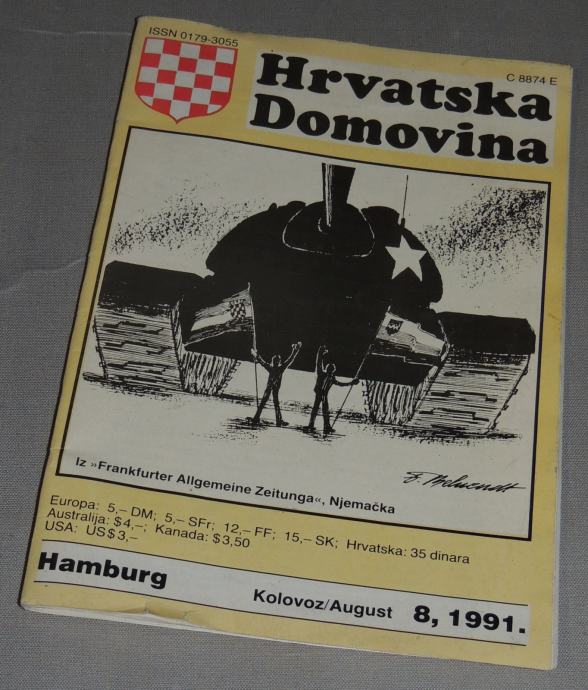 ISSN 0179-3055
C 8874 E
Hrvatska
Domovina
Iz »Frankfurter Allgemeine Zeitunga«, Njemačka
Europa: 5,– DM; 5,– SFr; 12,– FF; 15,– SK; Hrvatska: 35 dinara
Australija: $ 4,–; Kanada: $ 3,50
USA: US $ 3,–
Hamburg
Kolovoz/August 8, 1991.